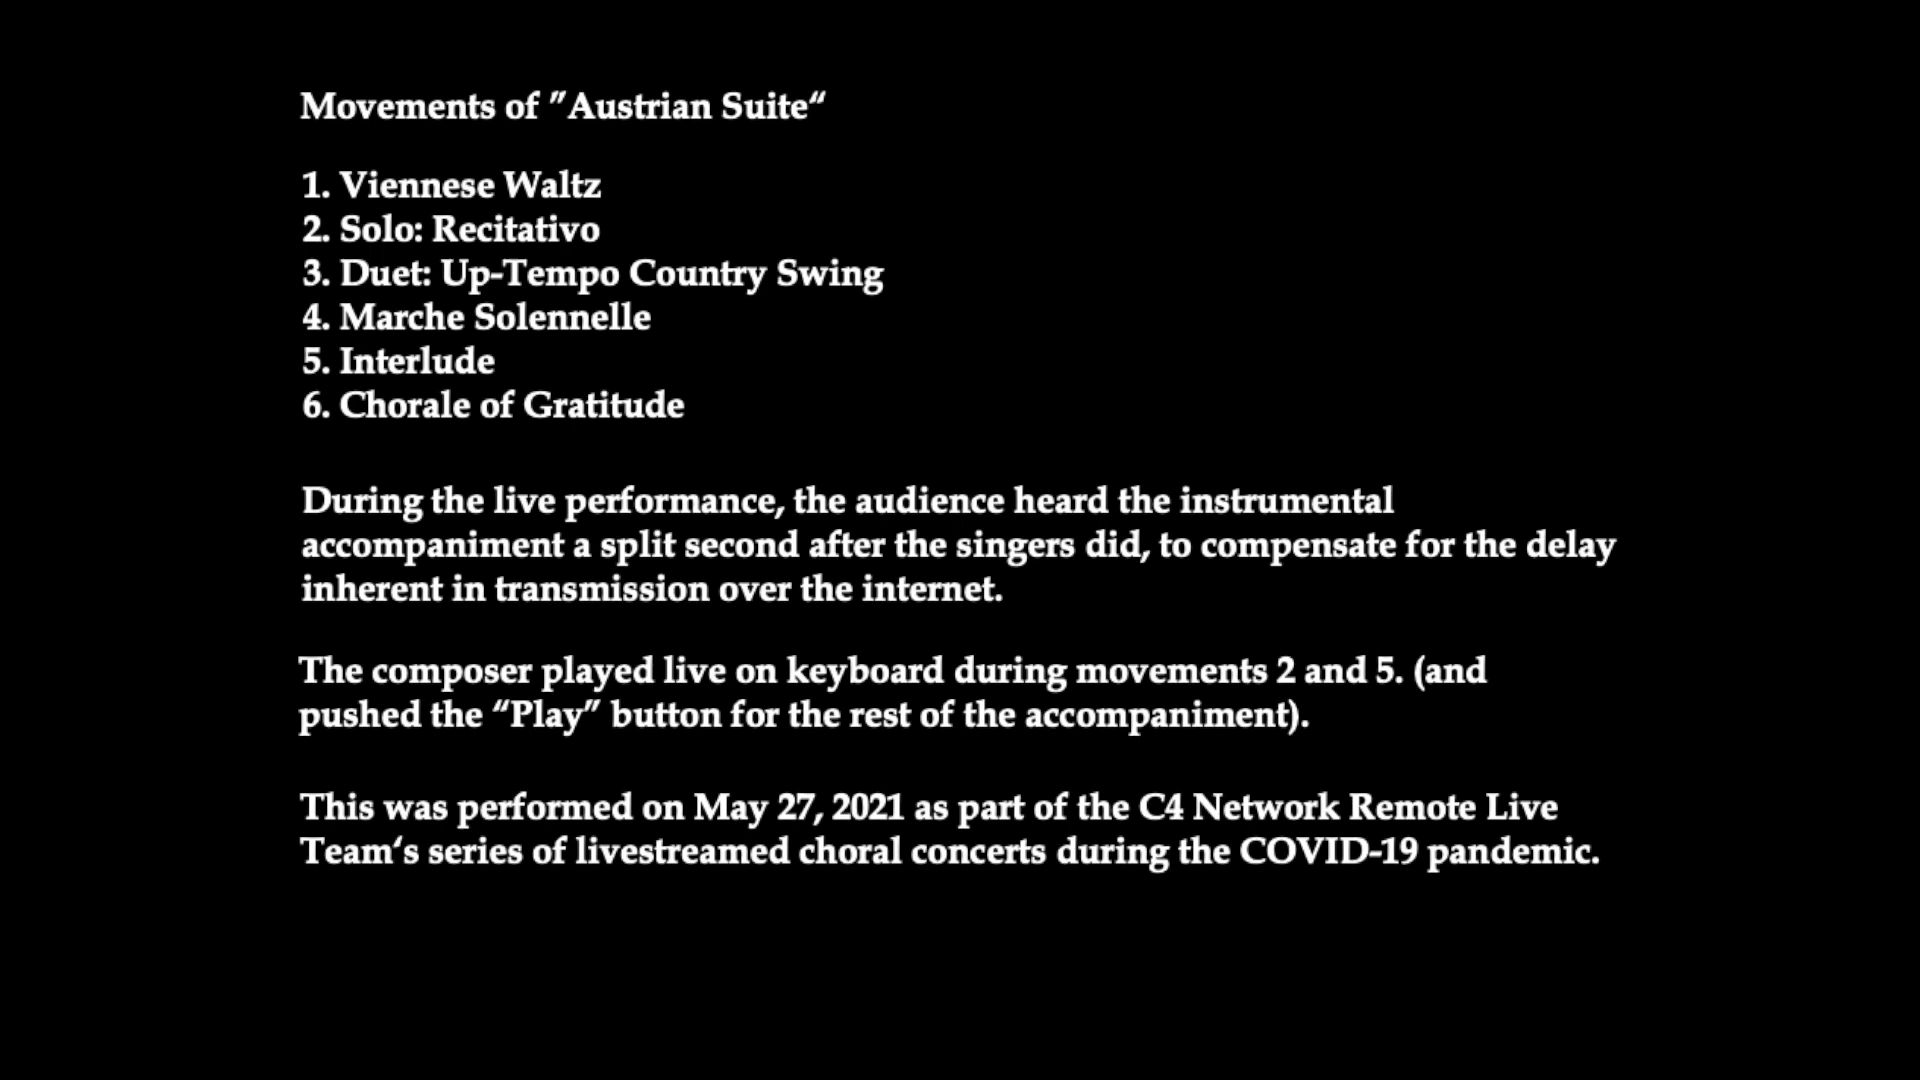 Movements of ”Austrian Suite“
1. Viennese Waltz
2. Solo: Recitativo
3. Duet: Up-Tempo Country Swing
4. Marche Solennelle
5. Interlude
6. Chorale of Gratitude
During the live performance, the audience heard the instrumental
accompaniment a split second after the singers did, to compensate for the delay
inherent in transmission over the internet.
The composer played live on keyboard during movements 2 and 5. (and
pushed the “Play” button for the rest of the accompaniment).
This was performed on May 27, 2021 as part of the C4 Network Remote Live
Team‘s series of livestreamed choral concerts during the COVID-19 pandemic.